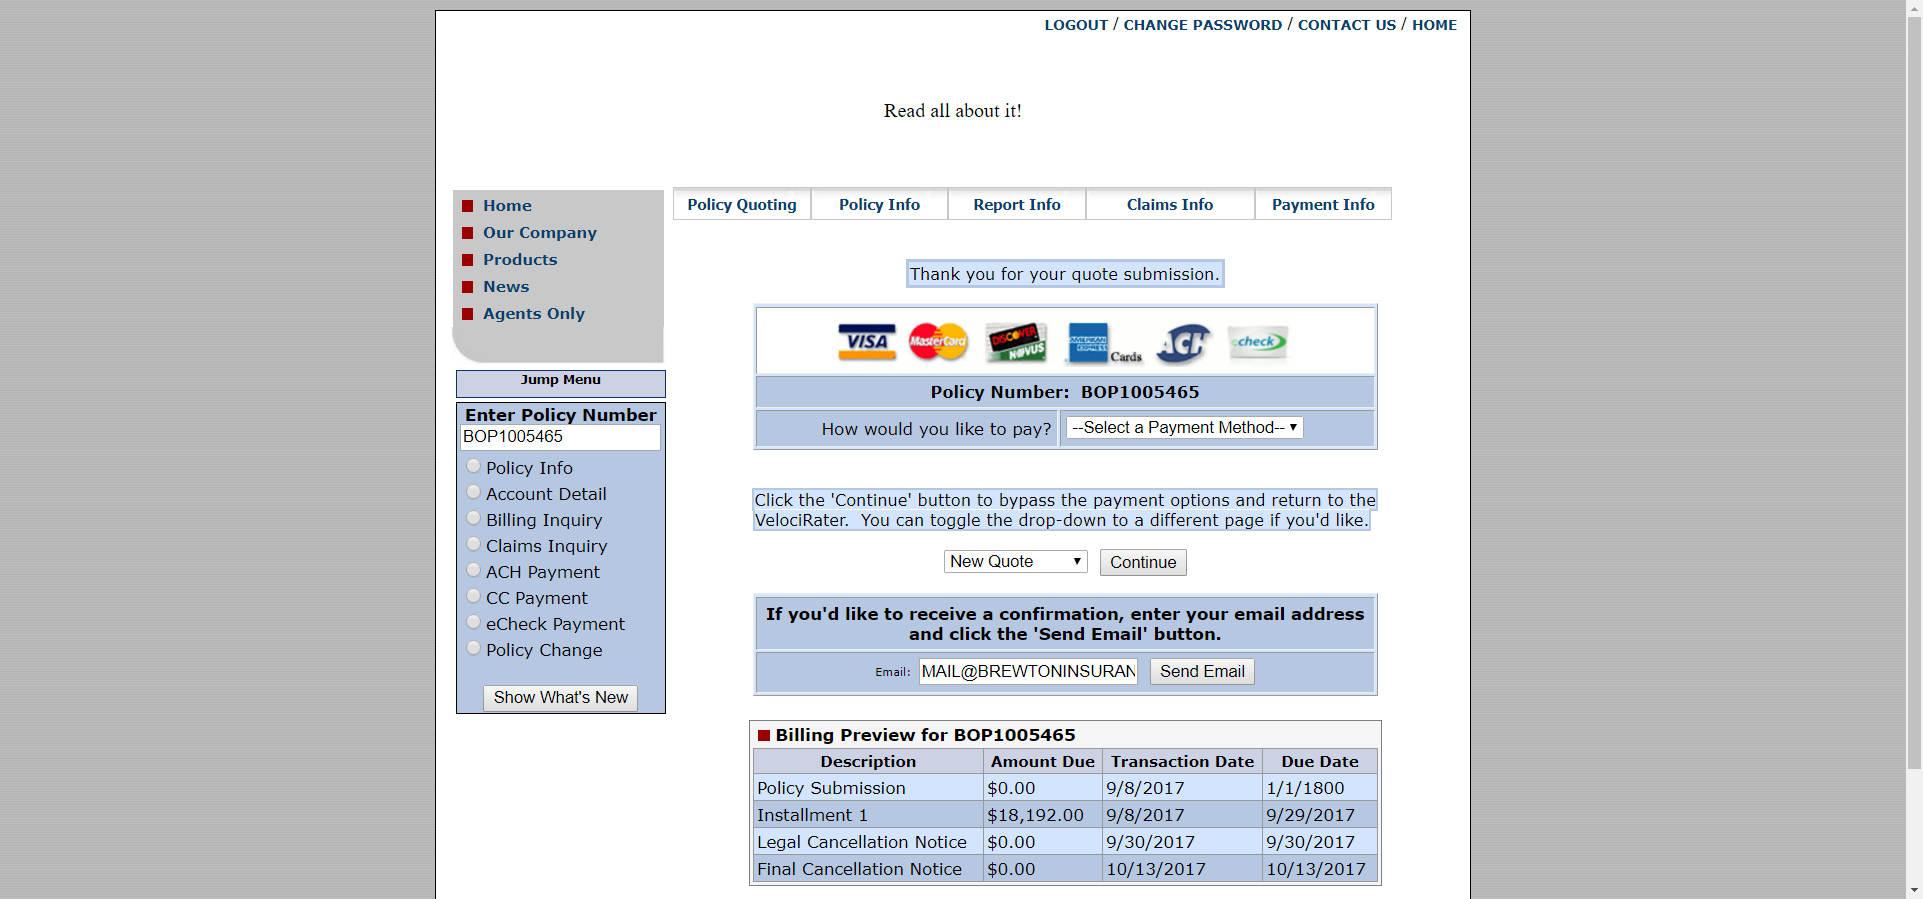 LOGOUT / CHANGE PASSWORD / CONTACT US / HOME
Read all about it!
Home
Our Company
Products
News
Agents Only
Jump Menu
Enter Policy Number
BOP1005465
Policy Info
Account Detail
Billing Inquiry
Claims Inquiry
ACH Payment
CC Payment
eCheck Payment
Policy Change
Show What's New
Policy Quoting Policy Info Report Info Claims Info Payment Info
Thank you for your quote submission.
VISA MasterCard DISCOVER NOVUS AMERICAN EXPRESS Cards ACH echeck
Policy Number: BOP1005465
How would you like to pay? --Select a Payment Method--
Click the 'Continue' button to bypass the payment options and return to the
VelociRater. You can toggle the drop-down to a different page if you'd like.
New Quote Continue
If you'd like to receive a confirmation, enter your email address
and click the 'Send Email' button.
Email: MAIL@BREWTONINSURAN Send Email
Billing Preview for BOP1005465
Description Amount Due Transaction Date Due Date
Policy Submission $0.00 9/8/2017 1/1/1800
Installment 1 $18,192.00 9/8/2017 9/29/2017
Legal Cancellation Notice $0.00 9/30/2017 9/30/2017
Final Cancellation Notice $0.00 10/13/2017 10/13/2017